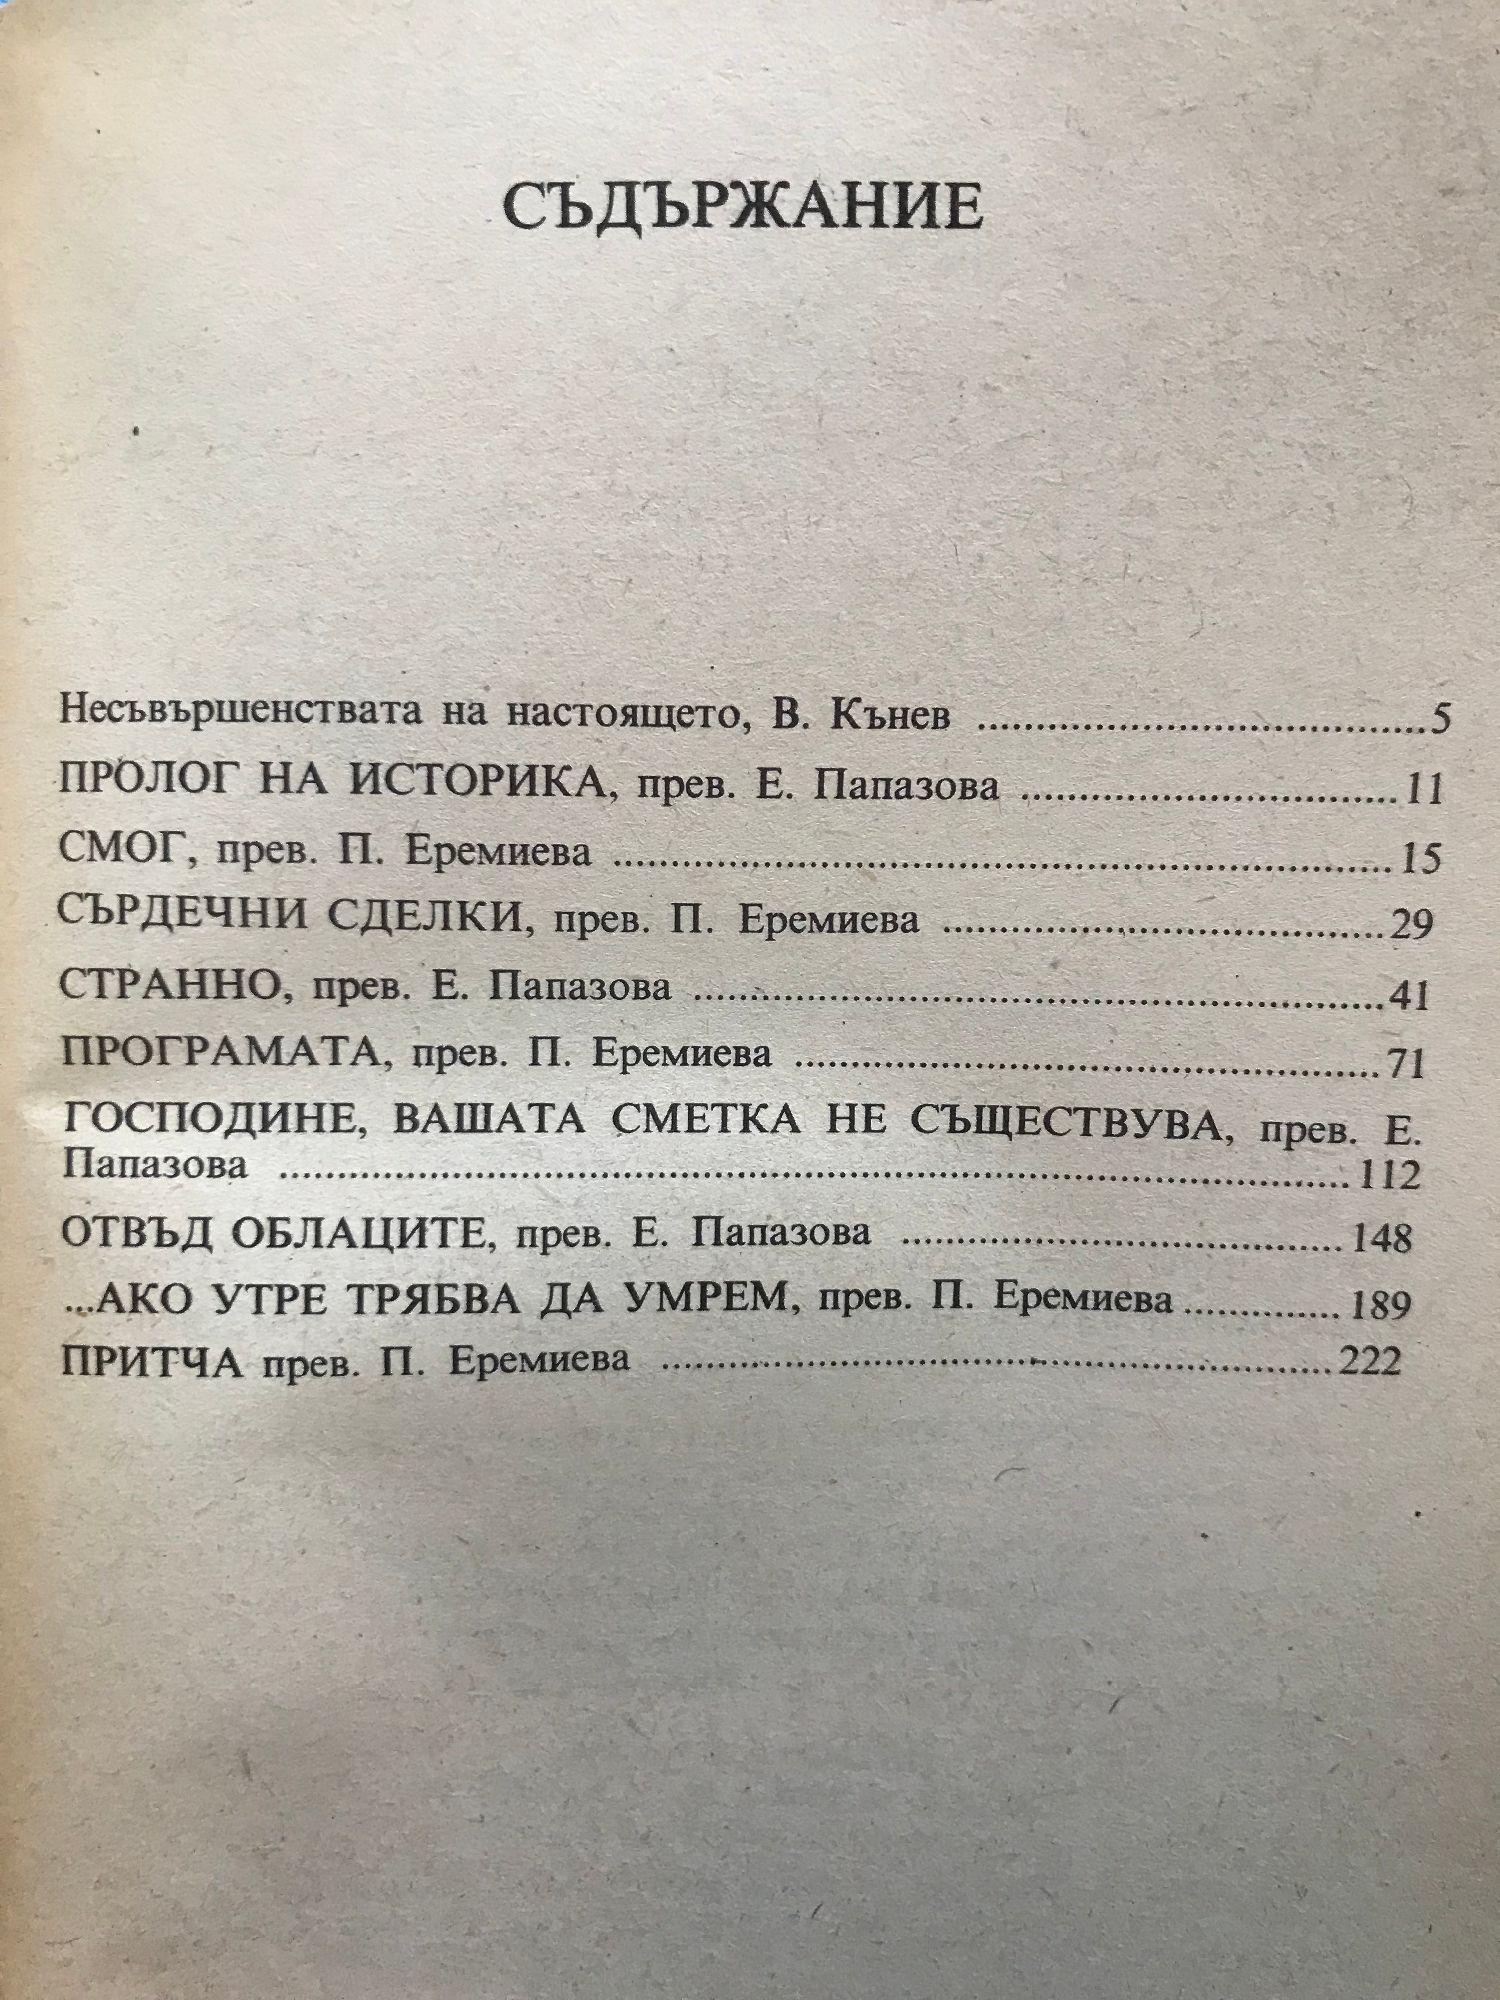 СЪДЪРЖАНИЕ
Несъвършенствата на настоящето, В. Кънев ........................................5
ПРОЛОГ НА ИСТОРИКА, прев. Е. Папазова ................................11
СМОГ, прев. П. Еремиева ..................................................................15
СЪРДЕЧНИ СДЕЛКИ, прев. П. Еремиева ......................................29
СТРАННО, прев. Е. Папазова ...........................................................41
ПРОГРАМАТА, прев. П. Еремиева ..................................................71
ГОСПОДИНЕ, ВАШАТА СМЕТКА НЕ СЪЩЕСТВУВА, прев. Е.
Папазова ...........................................................................................112
ОТВЪД ОБЛАЦИТЕ, прев. Е. Папазова ......................................148
...АКО УТРЕ ТРЯБВА ДА УМРЕМ, прев. П. Еремиева.............189
ПРИТЧА прев. П. Еремиева .........................................................222